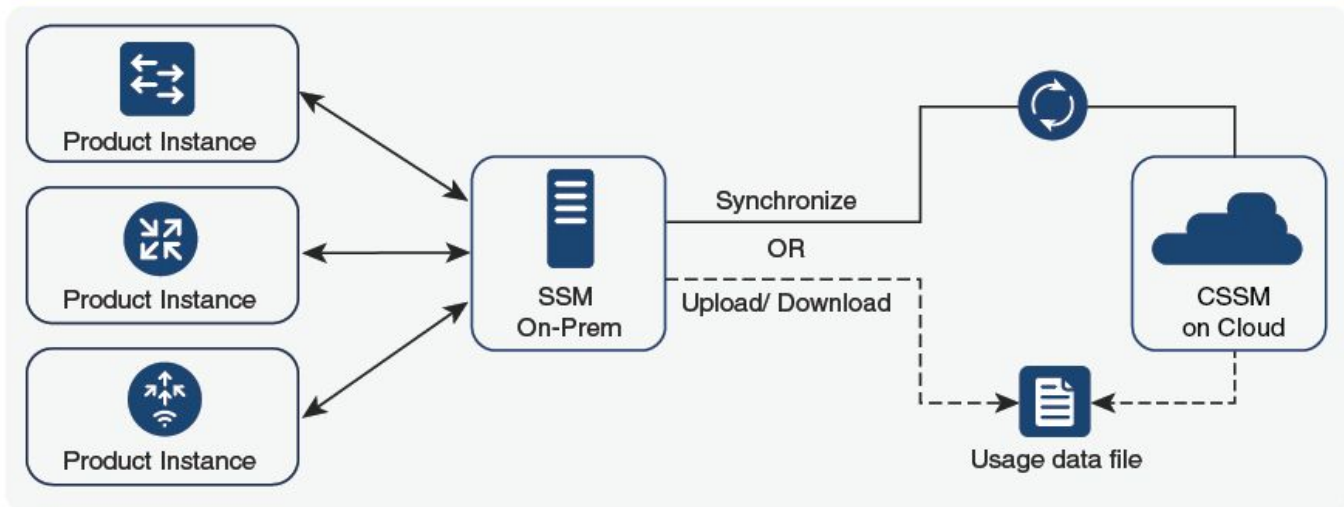 Product Instance
Product Instance
Product Instance
SSM
On-Prem
Synchronize
OR
Upload/ Download
CSSM
on Cloud
Usage data file